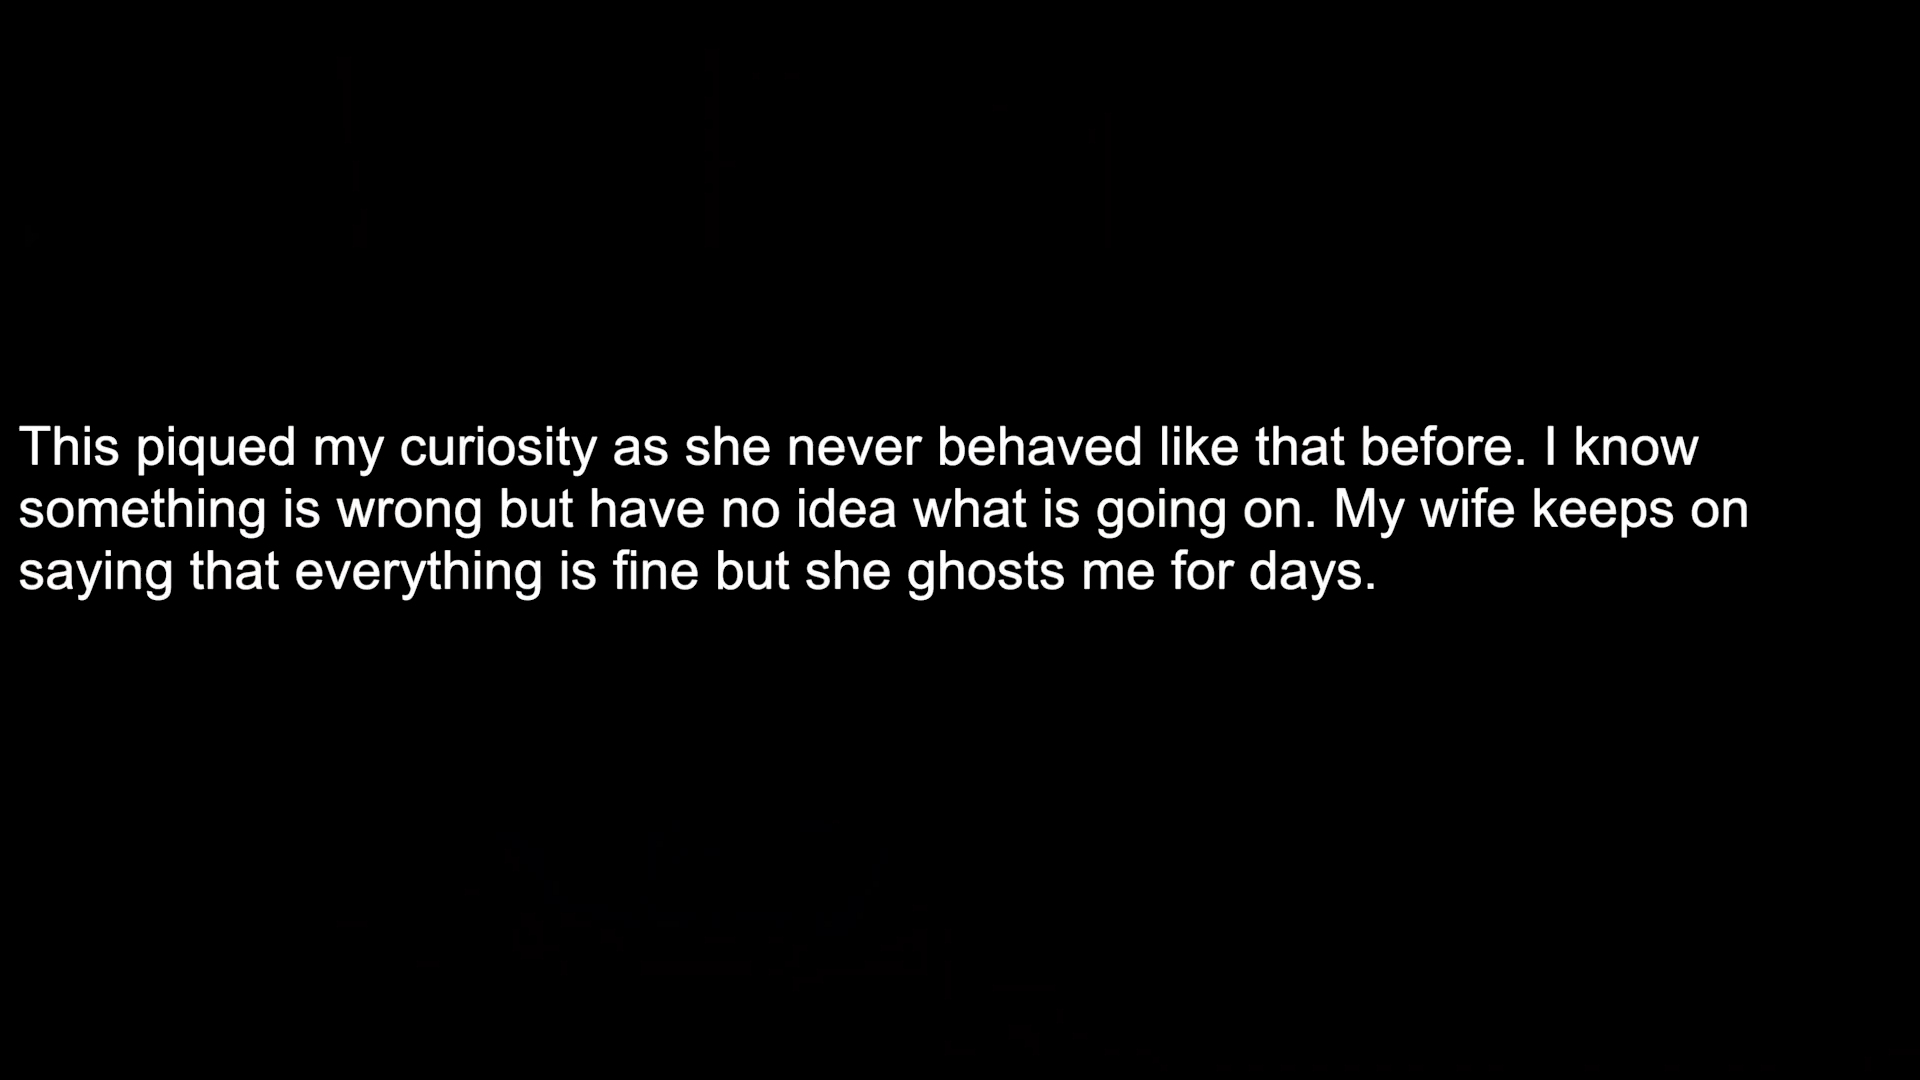 This piqued my curiosity as she never behaved like that before. I know
something is wrong but have no idea what is going on. My wife keeps on
saying that everything is fine but she ghosts me for days.